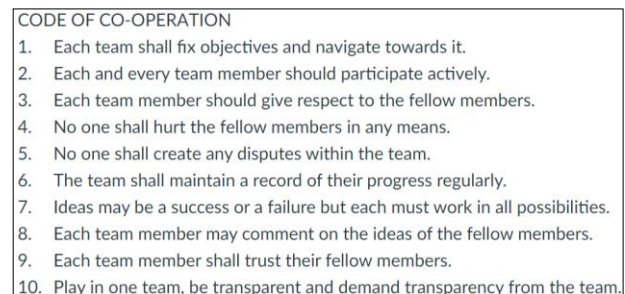 CODE OF CO-OPERATION
1. Each team shall fix objectives and navigate towards it.
2. Each and every team member should participate actively.
3. Each team member should give respect to the fellow members.
4. No one shall hurt the fellow members in any means.
5. No one shall create any disputes within the team.
6. The team shall maintain a record of their progress regularly.
7. Ideas may be a success or a failure but each must work in all possibilities.
8. Each team member may comment on the ideas of the fellow members.
9. Each team member shall trust their fellow members.
10. Play in one team, be transparent and demand transparency from the team.